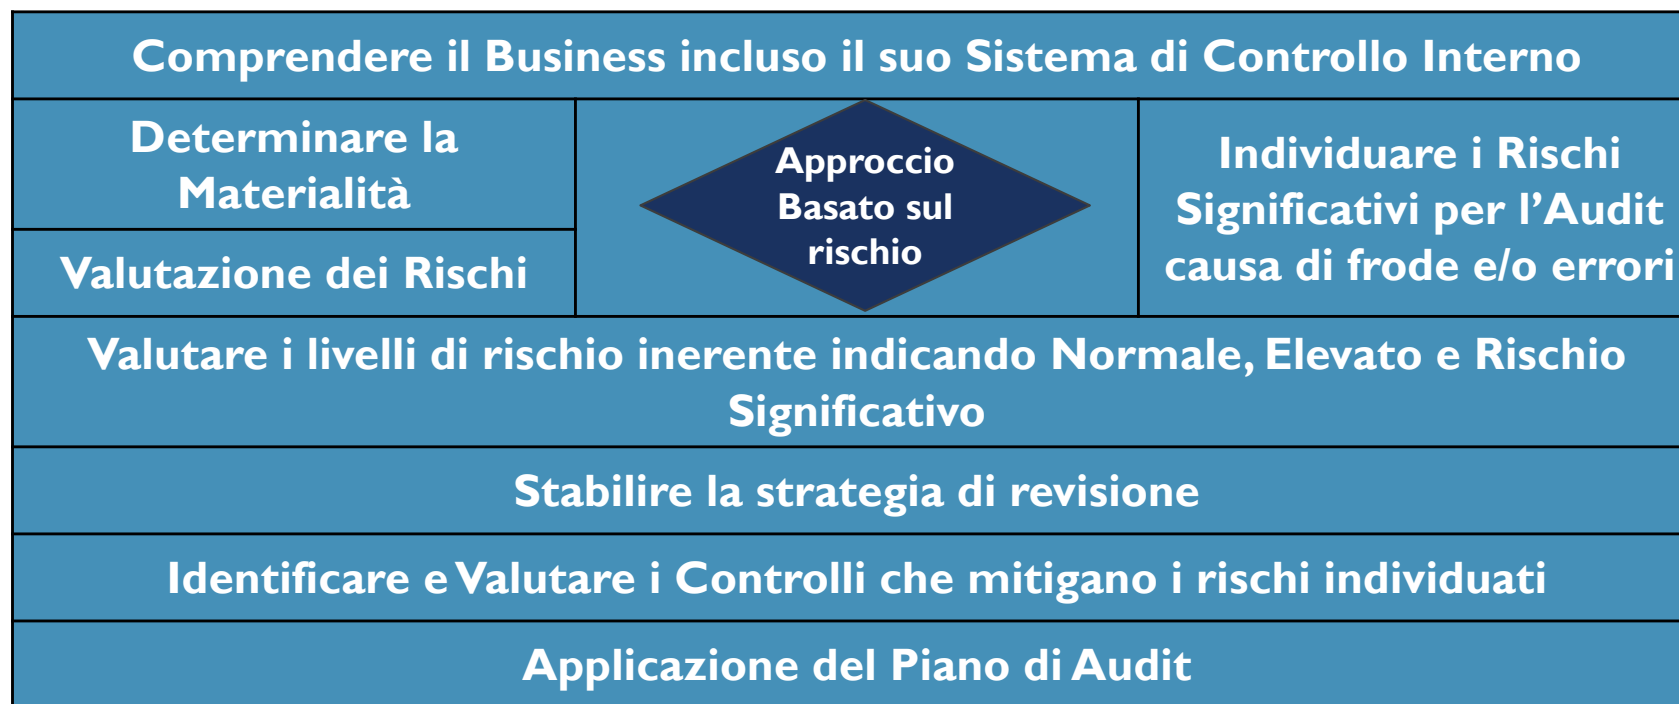 Comprendere il Business incluso il suo Sistema di Controllo Interno
Determinare la
Materialità
Valutazione dei Rischi
Approccio
Basato sul
rischio
Individuare i Rischi
Significativi per l’Audit
causa di frode e/o errori
Valutare i livelli di rischio inerente indicando Normale, Elevato e Rischio
Significativo
Stabilire la strategia di revisione
Identificare e Valutare i Controlli che mitigano i rischi individuati
Applicazione del Piano di Audit